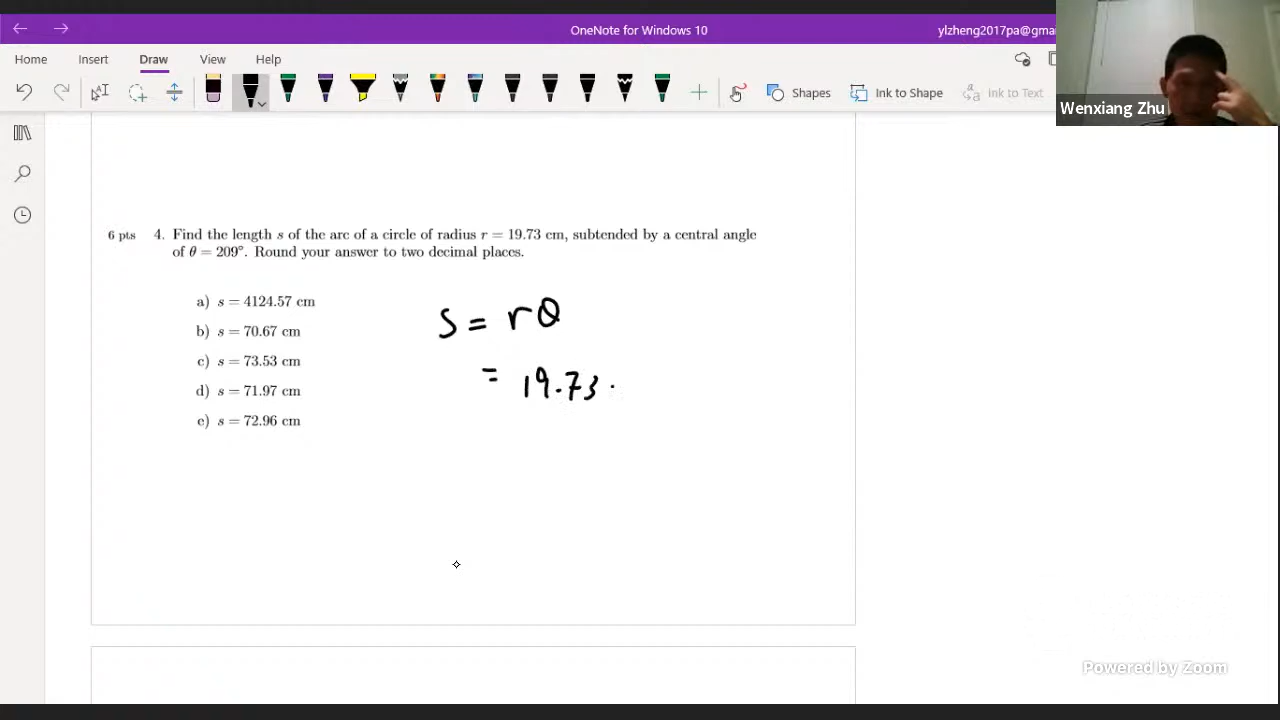 OneNote for Windows 10
ylzheng2017pa@gma
Home Insert Draw View Help
Shapes Ink to Shape Ink to Text
Wenxiang Zhu
6 pts 4. Find the length s of the arc of a circle of radius r = 19.73 cm, subtended by a central angle
of θ = 209°. Round your answer to two decimal places.
a) s = 4124.57 cm
b) s = 70.67 cm
c) s = 73.53 cm
d) s = 71.97 cm
e) s = 72.96 cm
S = rθ
= 19.73 ·
Powered by Zoom